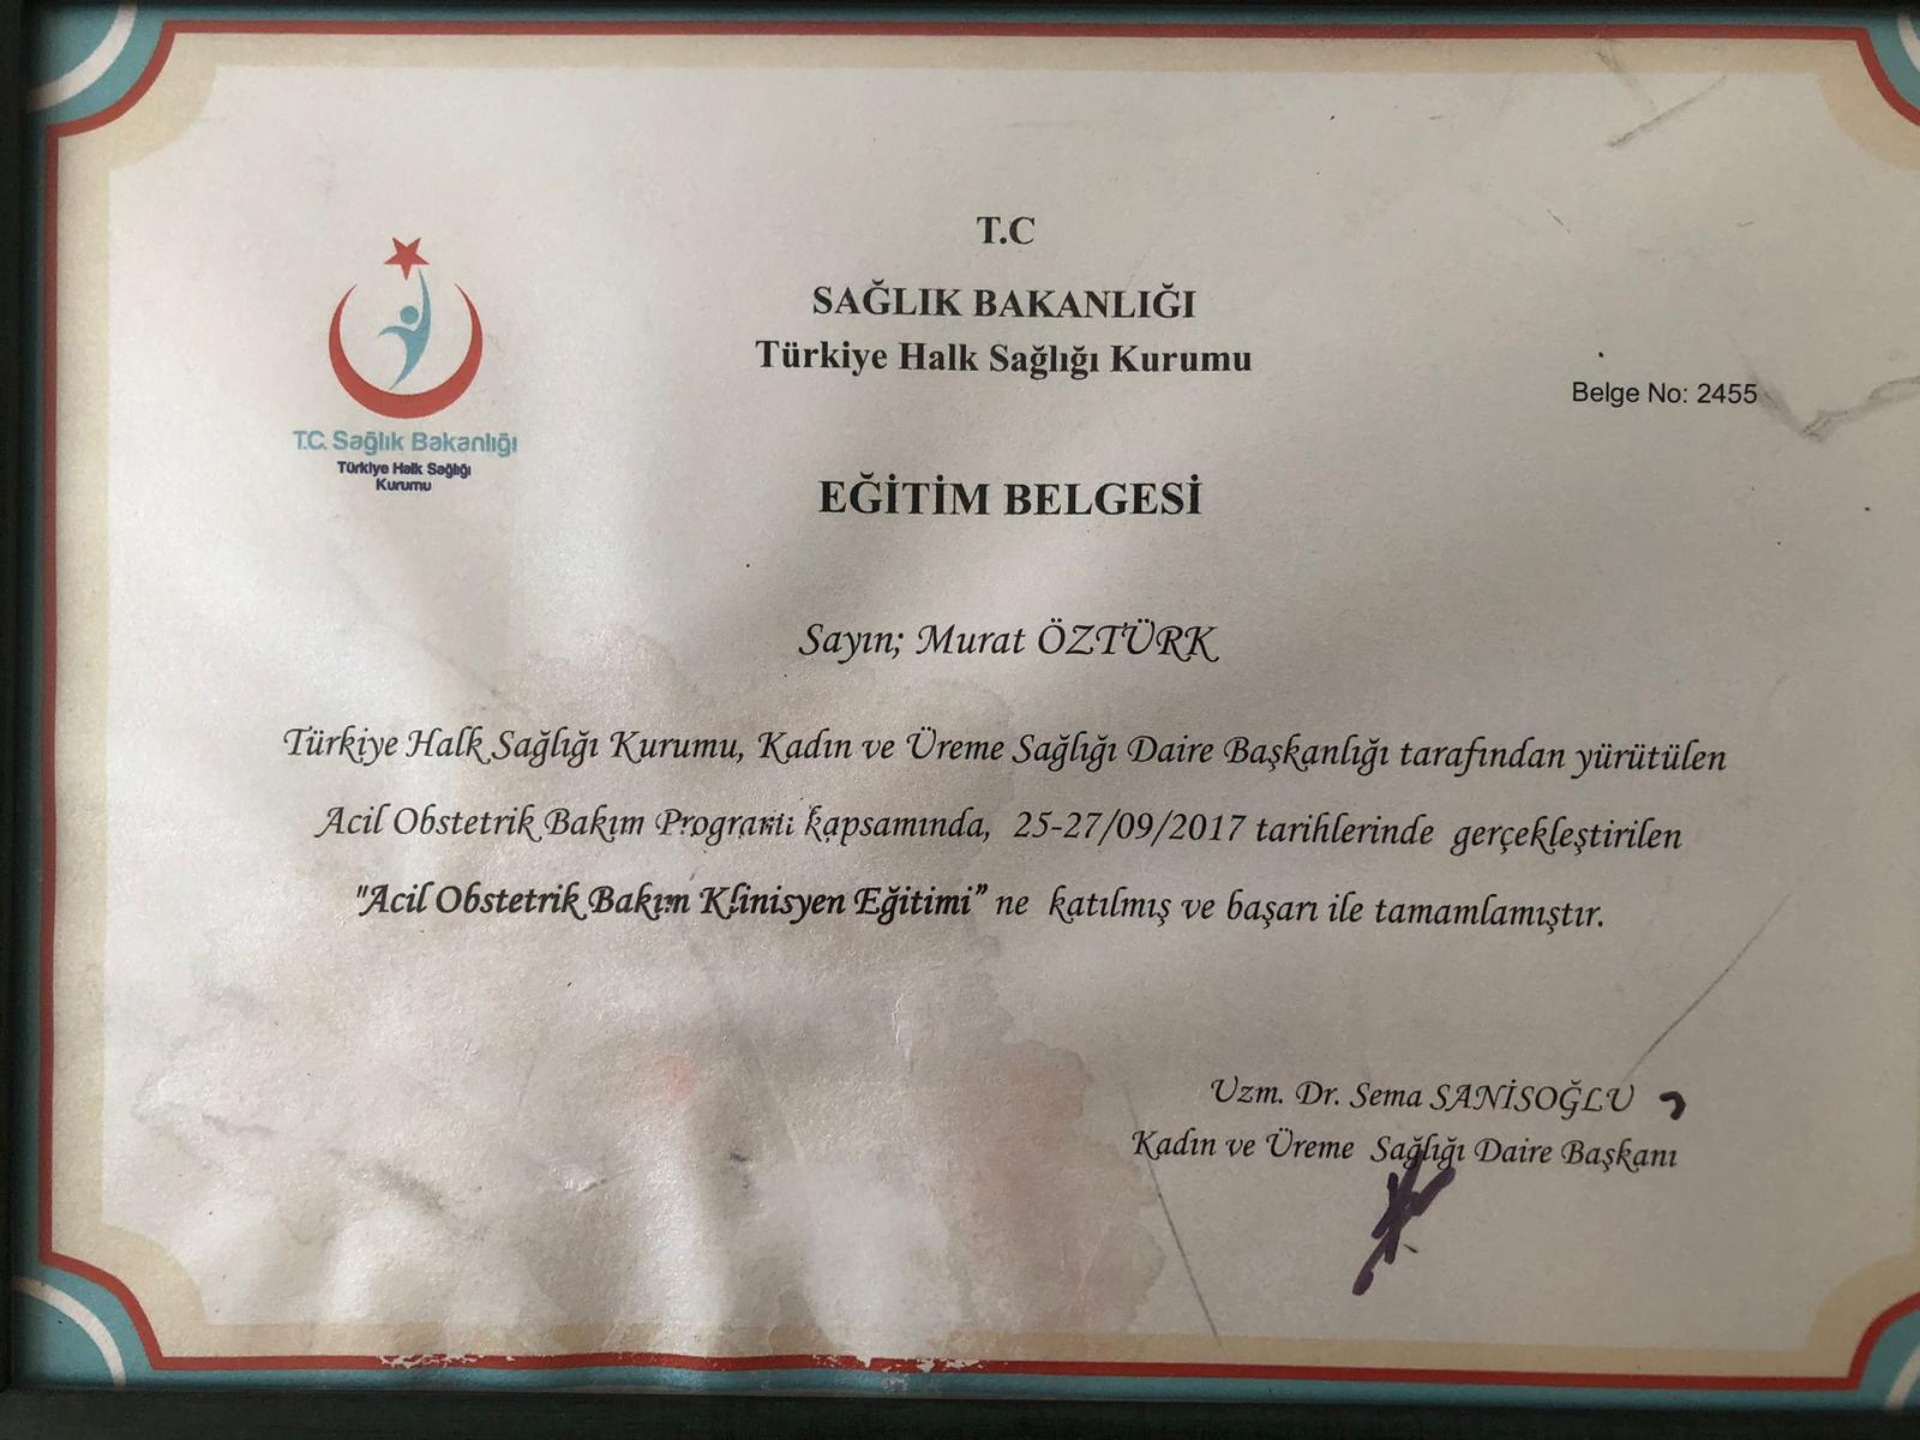 T.C
SAĞLIK BAKANLIĞI
Türkiye Halk Sağlığı Kurumu
T.C. Sağlık Bakanlığı
Türkiye Halk Sağlığı
Kurumu
Belge No: 2455
EĞİTİM BELGESİ
Sayın; Murat ÖZTÜRK
Türkiye Halk Sağlığı Kurumu, Kadın ve Üreme Sağlığı Daire Başkanlığı tarafından yürütülen
Acil Obstetrik Bakım Programı kapsamında, 25-27/09/2017 tarihlerinde gerçekleştirilen
"Acil Obstetrik Bakım Klinisyen Eğitimi" ne katılmış ve başarı ile tamamlamıştır.
Uzm. Dr. Sema SANİSOĞLU
Kadın ve Üreme Sağlığı Daire Başkanı